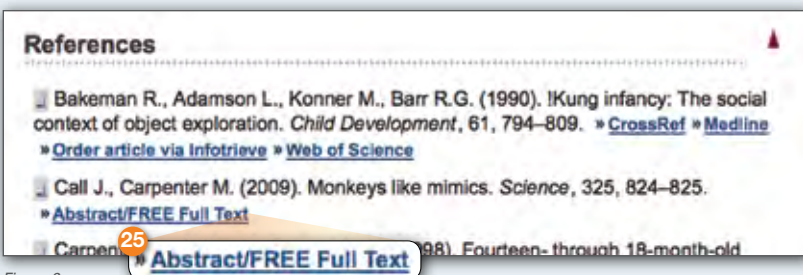 References
Bakeman R., Adamson L., Konner M., Barr R.G. (1990). !Kung infancy: The social
context of object exploration. Child Development, 61, 794–809. »CrossRef »Medline
»Order article via Infotrieve »Web of Science
Call J., Carpenter M. (2009). Monkeys like mimics. Science, 325, 824–825.
»Abstract/FREE Full Text
Carpen 98). Fourteen- through 18-month-old
25
» Abstract/FREE Full Text